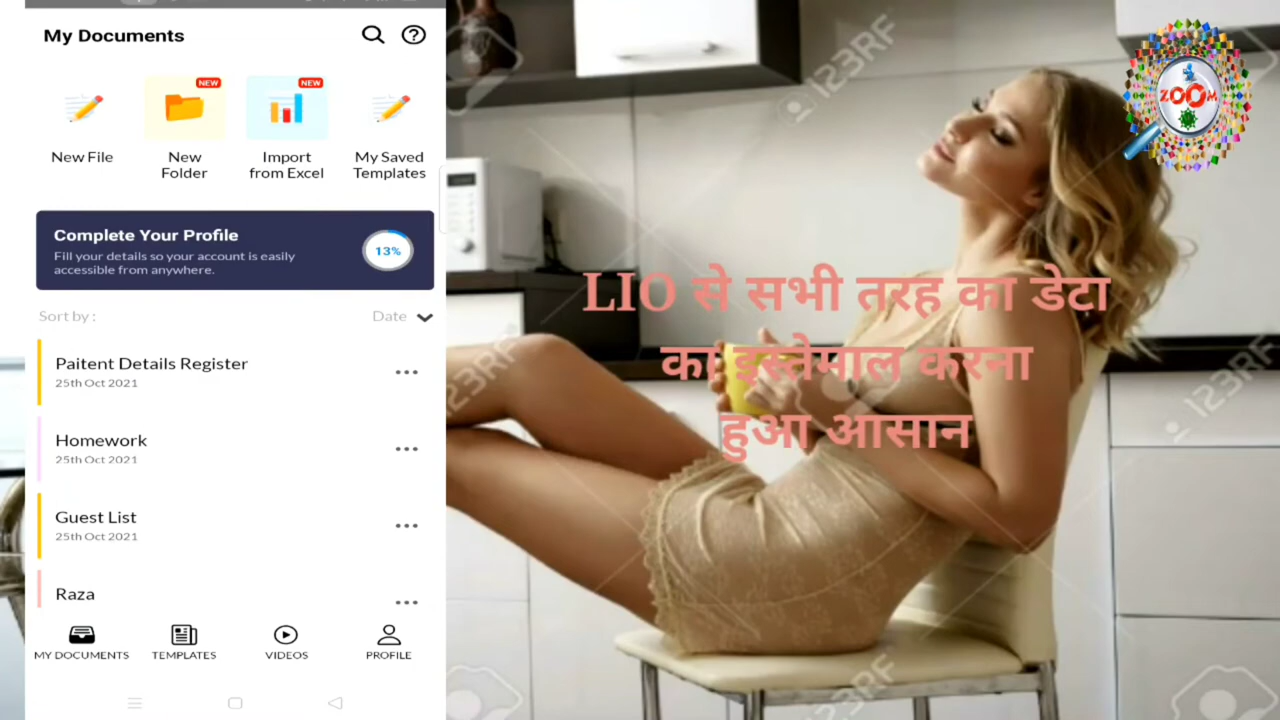 My Documents
NEW
NEW
New File
New
Folder
Import
from Excel
My Saved
Templates
Complete Your Profile
Fill your details so your account is easily
accessible from anywhere.
13%
Sort by :
Date
Paitent Details Register
25th Oct 2021
Homework
25th Oct 2021
Guest List
25th Oct 2021
Raza
MY DOCUMENTS
TEMPLATES
VIDEOS
PROFILE
LIO से सभी तरह का डेटा
का इस्तेमाल करना
हुआ आसान
ZOOM
123RF
123RF
123RF
123RF